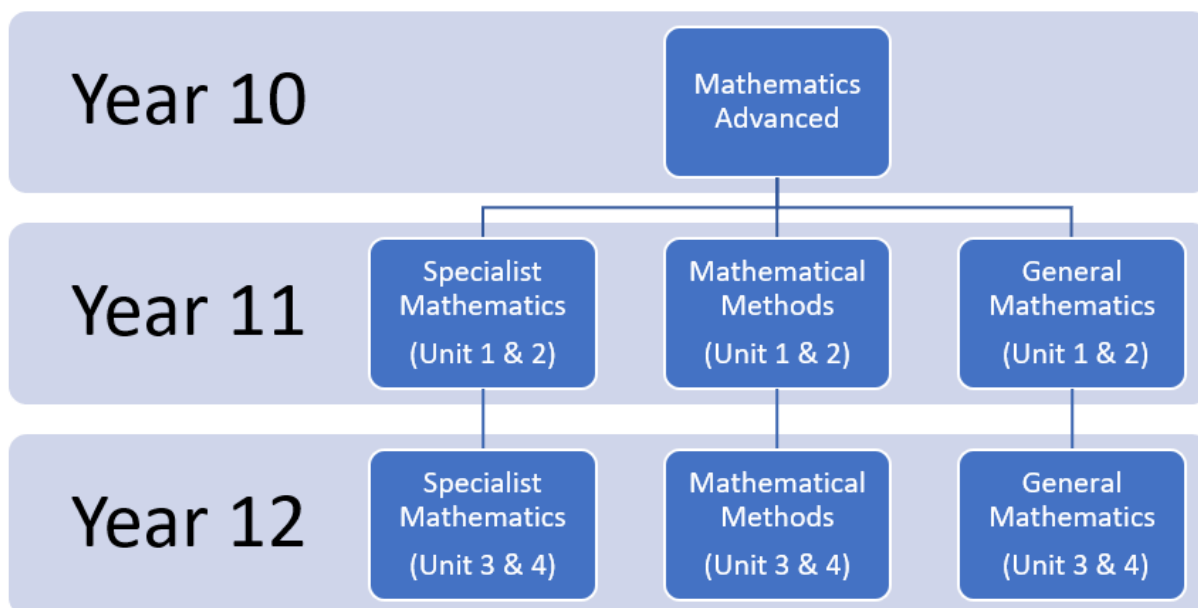 Year 10
Mathematics
Advanced
Year 11
Specialist
Mathematics
(Unit 1 & 2)
Mathematical
Methods
(Unit 1 & 2)
General
Mathematics
(Unit 1 & 2)
Year 12
Specialist
Mathematics
(Unit 3 & 4)
Mathematical
Methods
(Unit 3 & 4)
General
Mathematics
(Unit 3 & 4)